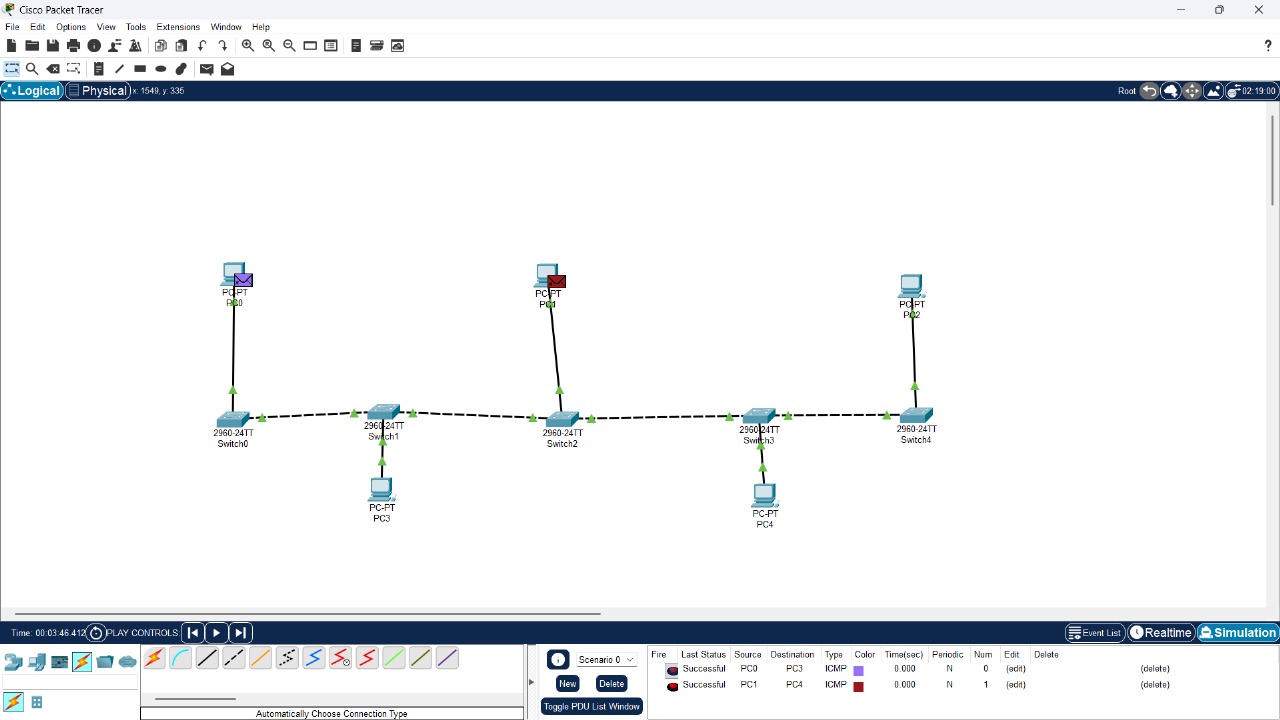 Cisco Packet Tracer
File Edit Options View Tools Extensions Window Help
?
Logical Physical x: 1549, y: 335 Root 02:19:00
PC-PT
PC0
PC-PT
PC1
PC-PT
PC2
2960-24TT
Switch0
2960-24TT
Switch1
2960-24TT
Switch2
2960-24TT
Switch3
2960-24TT
Switch4
PC-PT
PC3
PC-PT
PC4
Time: 00:03:46.412 PLAY CONTROLS: Event List Realtime Simulation
Automatically Choose Connection Type
Scenario 0
New Delete
Toggle PDU List Window
Fire Last Status Source Destination Type Color Time(sec) Periodic Num Edit Delete
Successful PC0 PC3 ICMP 0.000 N 0 (edit) (delete)
Successful PC1 PC4 ICMP 0.000 N 1 (edit) (delete)